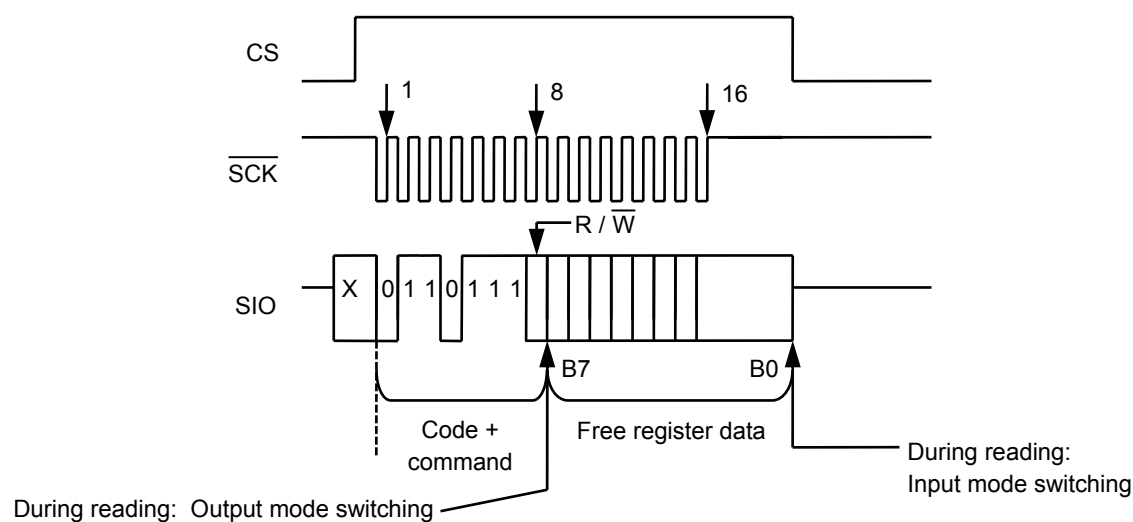 CS
1 8 16
S̅C̅K̅
R / W̅
SIO
X 0 1 1 0 1 1 1
B7 B0
Code +
command
Free register data
During reading:
Input mode switching
During reading: Output mode switching